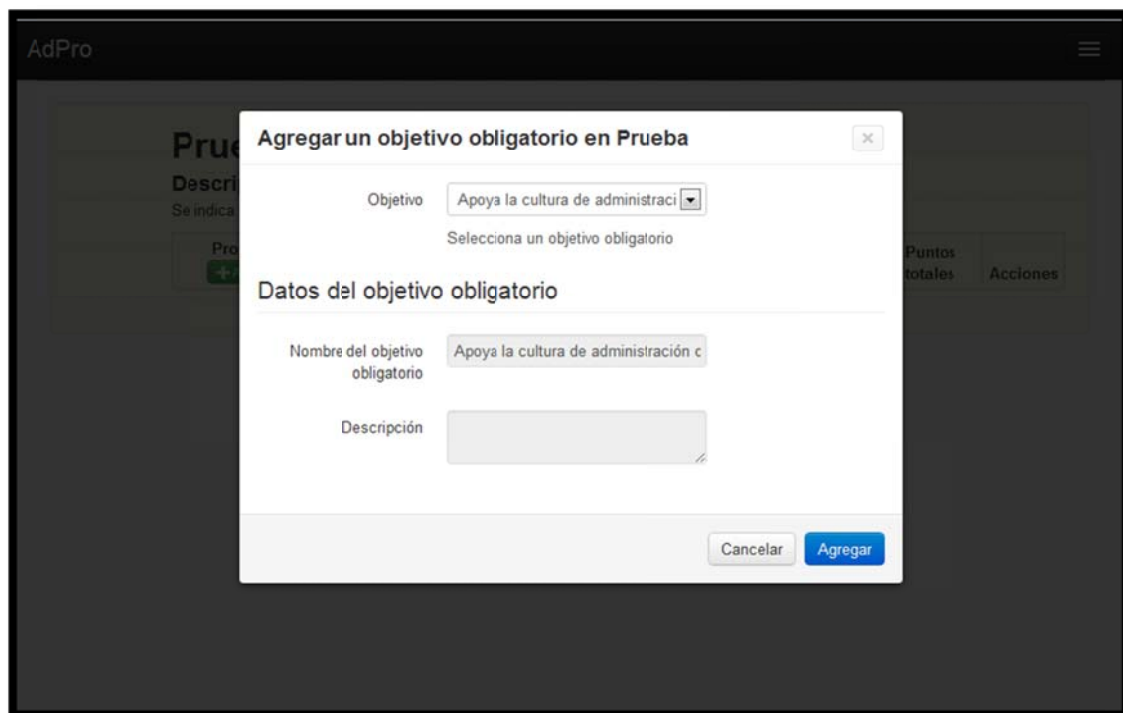 AdPro
Prue
Agregar un objetivo obligatorio en Prueba
Descri
Se indica
Objetivo
Apoya la cultura de administraci
Selecciona un objetivo obligatorio
Pro
Puntos
totales
Acciones
Datos del objetivo obligatorio
Nombre del objetivo
obligatorio
Apoya la cultura de administración c
Descripción
Cancelar
Agregar